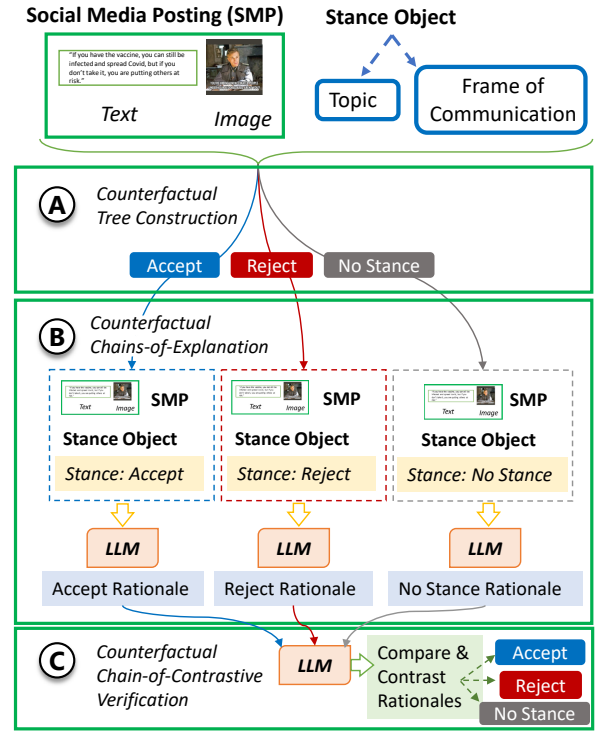 Social Media Posting (SMP)
Stance Object
"If you have the vaccine, you can still be
infected and spread Covid, but if you
don't take it, you are putting others at
risk."
Text
Image
Topic
Frame of
Communication
A
Counterfactual
Tree Construction
Accept
Reject
No Stance
B
Counterfactual
Chains-of-Explanation
Text
Image
SMP
Stance Object
Stance: Accept
Text
Image
SMP
Stance Object
Stance: Reject
Text
Image
SMP
Stance Object
Stance: No Stance
LLM
LLM
LLM
Accept Rationale
Reject Rationale
No Stance Rationale
C
Counterfactual
Chain-of-Contrastive
Verification
LLM
Compare &
Contrast
Rationales
Accept
Reject
No Stance